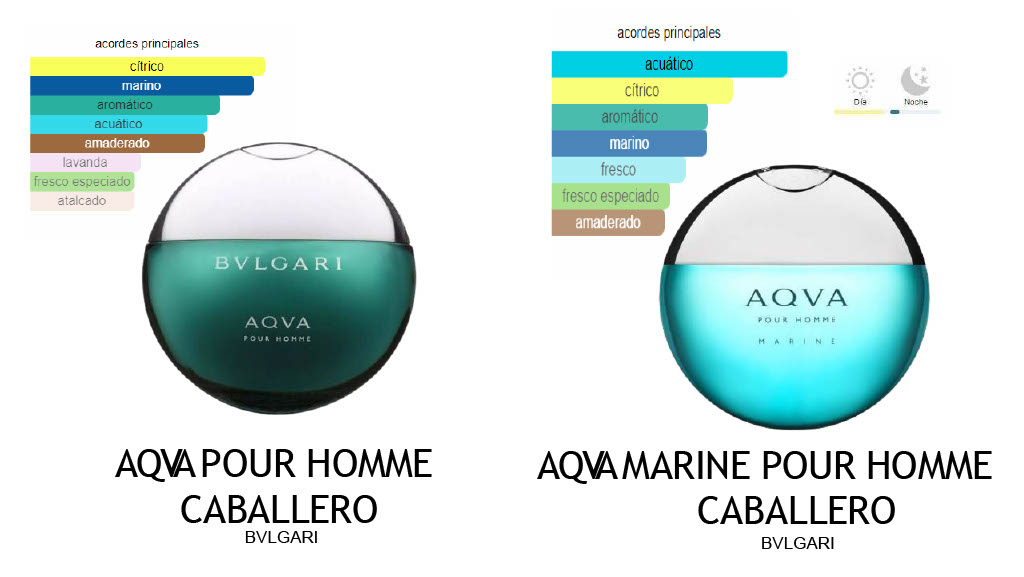 acordes principales
cítrico
marino
aromático
acuático
amaderado
lavanda
fresco especiado
atalcado
BVLGARI
AQVA
POUR HOMME
AQVA POUR HOMME
CABALLERO
BVLGARI
acordes principales
acuático
cítrico
aromático
marino
fresco
fresco especiado
amaderado
Día
Noche
AQVA
POUR HOMME
MARINE
AQVA MARINE POUR HOMME
CABALLERO
BVLGARI